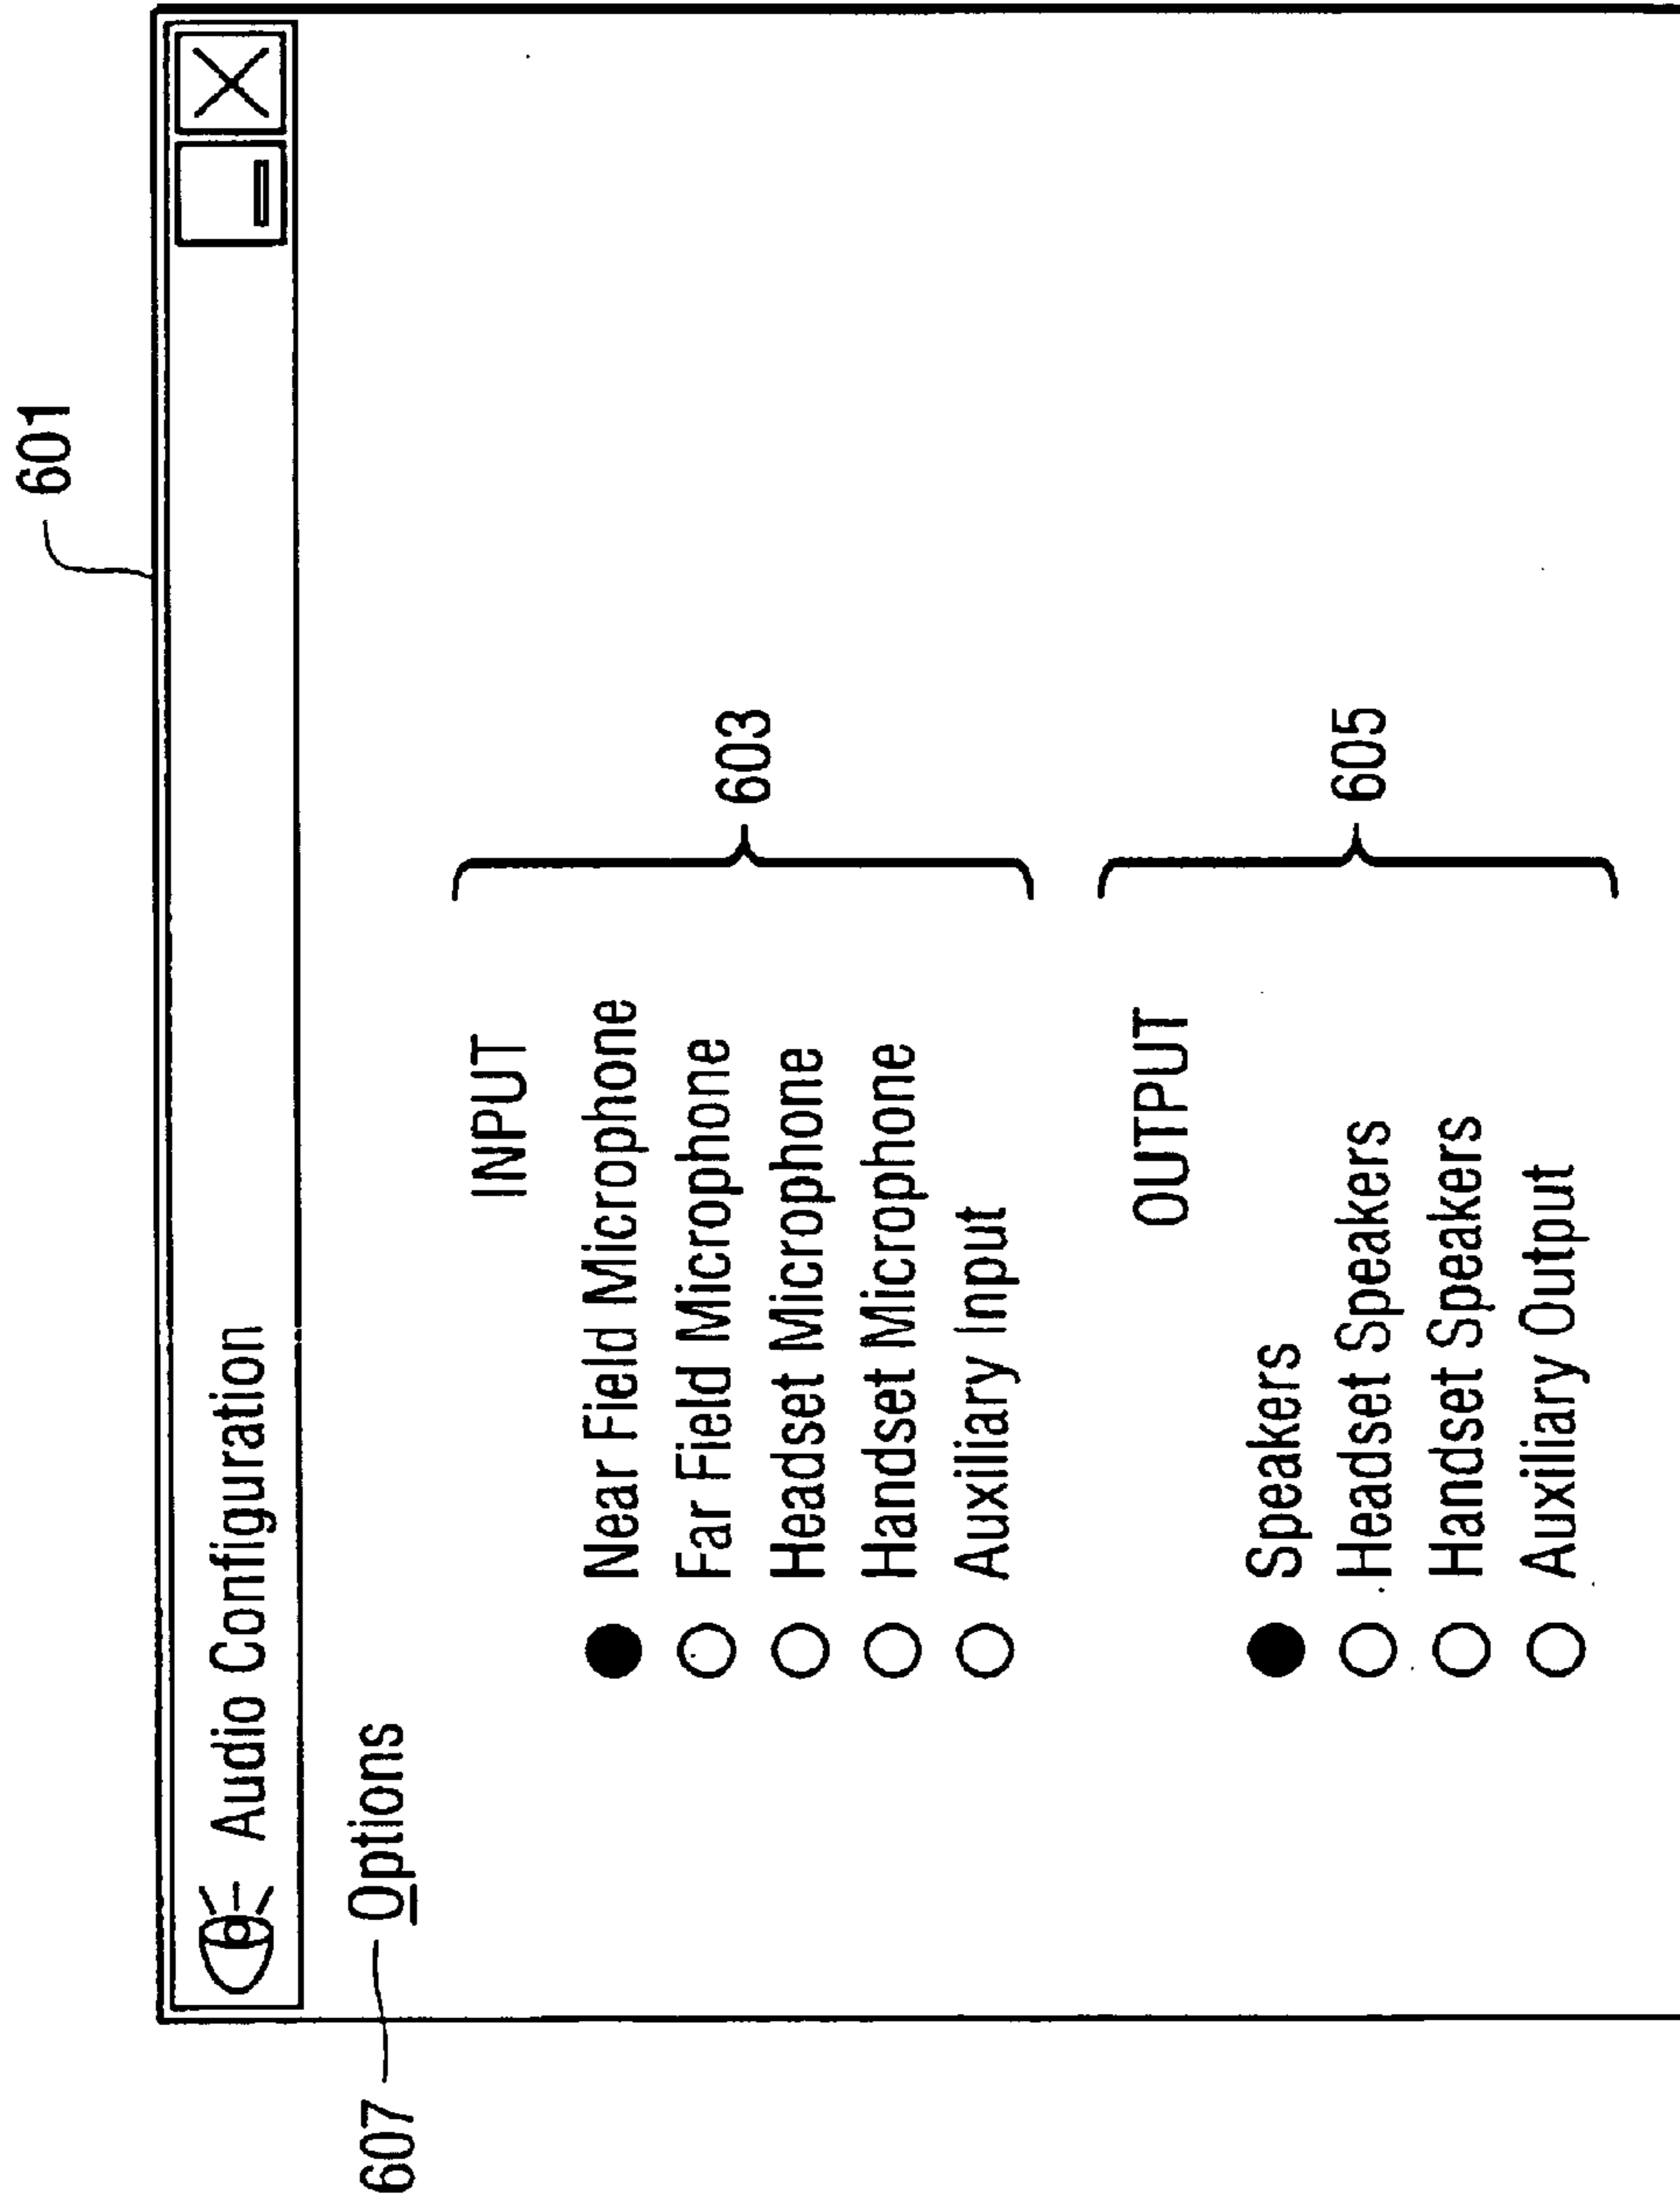 601
Audio Configuration
607
Options
INPUT
Near Field Microphone
Far Field Microphone
Headset Microphone
Handset Microphone
Auxiliary Input
603
OUTPUT
Speakers
Headset Speakers
Handset Speakers
Auxiliary Output
605